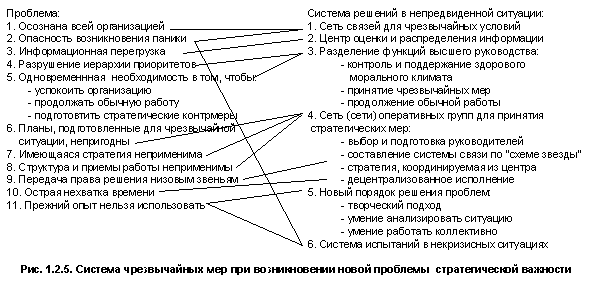 Проблема:
1. Осознана всей организацией
2. Опасность возникновения паники
3. Информационная перегрузка
4. Разрушение иерархии приоритетов
5. Одновременнная необходимость в том, чтобы:
- успокоить организацию
- продолжать обычную работу
- подготовить стратегические контрмеры
6. Планы, подготовленные для чрезвычайной
ситуации, непригодны
7. Имеющаяся стратегия неприменима
8. Структура и приемы работы неприменимы
9. Передача права решения низовым звеньям
10. Острая нехватка времени
11. Прежний опыт нельзя использовать
Система решений в непредвиденной ситуации:
1. Сеть связей для чрезвычайных условий
2. Центр оценки и распределения информации
3. Разделение функций высшего руководства:
- контроль и поддержание здорового
морального климата
- принятие чрезвычайных мер
- продолжение обычной работы
4. Сеть (сети) оперативных групп для принятия
стратегических мер:
- выбор и подготовка руководителей
- составление системы связи по "схеме звезды"
- стратегия, координируемая из центра
- децентрализованное исполнение
5. Новый порядок решения проблем:
- творческий подход
- умение анализировать ситуацию
- умение работать коллективно
6. Система испытаний в некризисных ситуациях
Рис. 1.2.5. Система чрезвычайных мер при возникновении новой проблемы стратегической важности